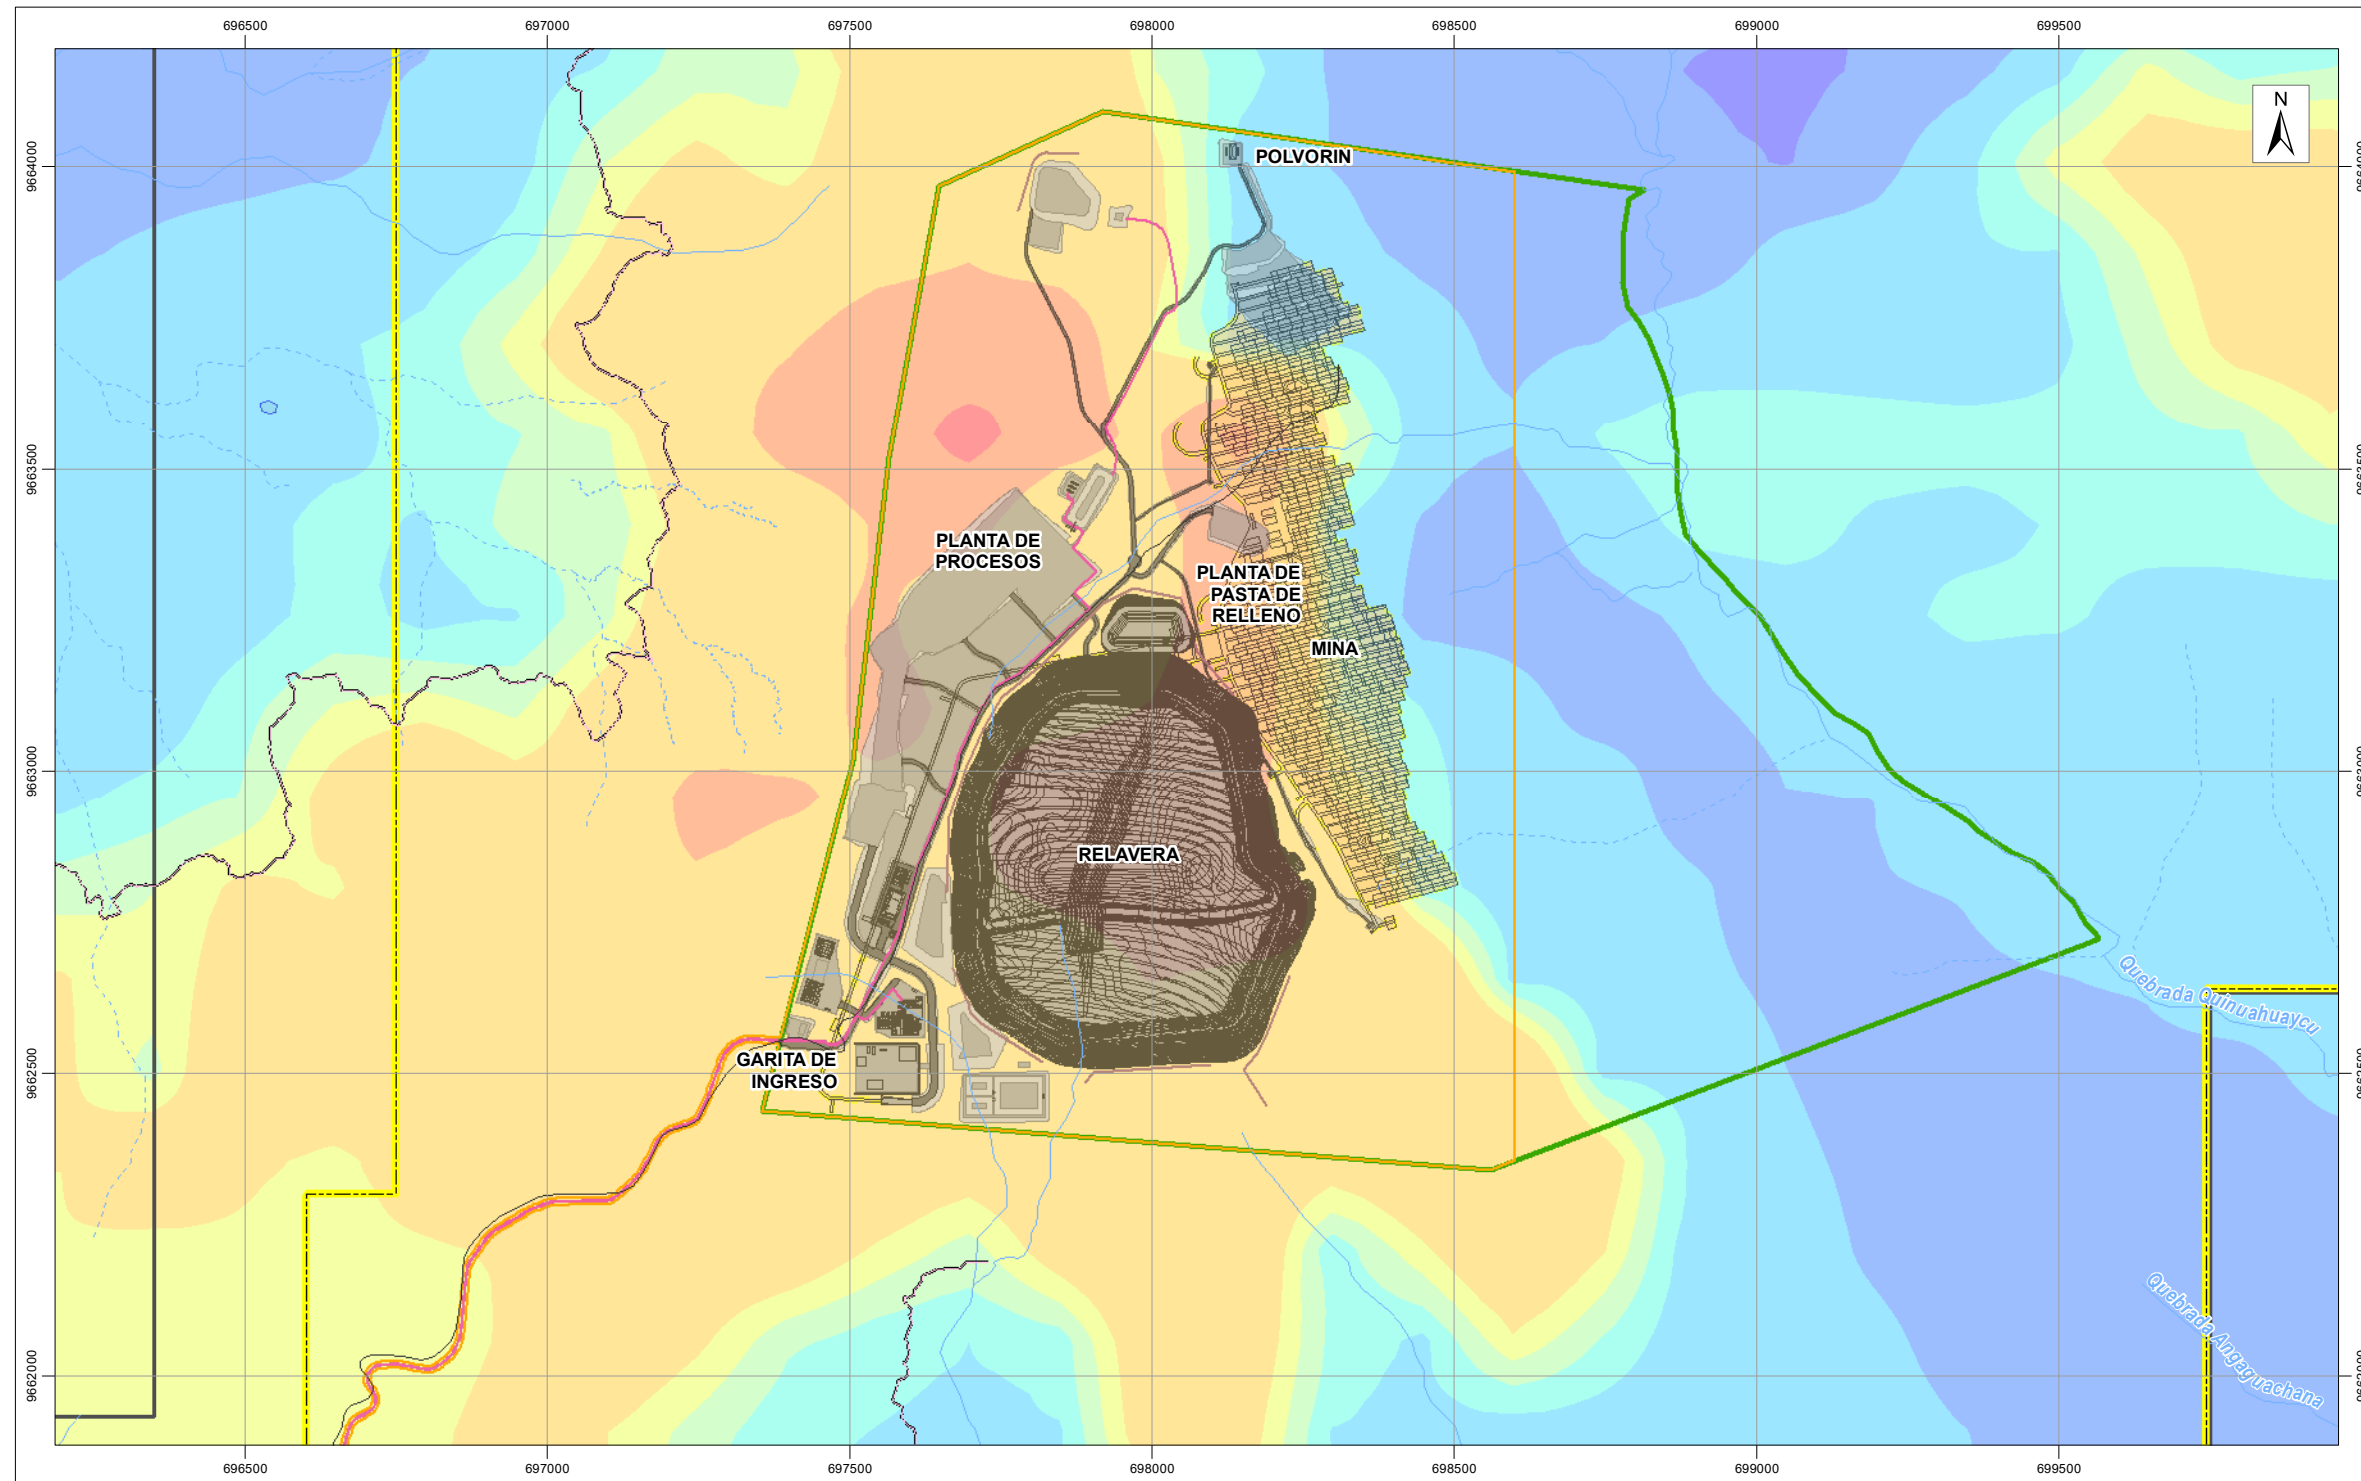 696500 697000 697500 698000 698500 699000 699500
N
9664000 9664000
POLVORIN
9663500
PLANTA DE
PROCESOS
PLANTA DE
PASTA DE
RELLENO
MINA
9663000
RELAVERA
Quebrada Quinuahuaycu
GARITA DE
INGRESO
9662500
Quebrada Angaguachana
9662000
696500 697000 697500 698000 698500 699000 699500